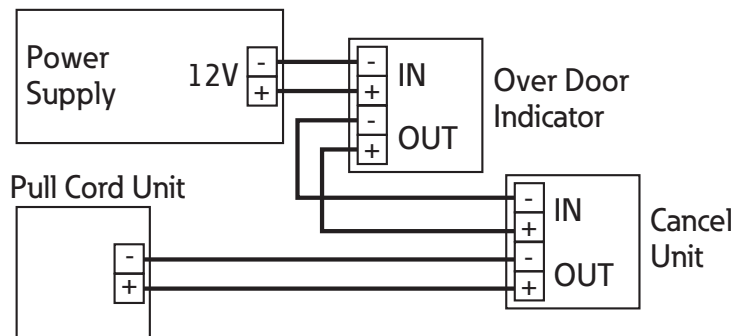 Power
Supply
12V
-
+
-
+
IN
-
+
OUT
Over Door
Indicator
Pull Cord Unit
-
+
-
+
IN
-
+
OUT
Cancel
Unit